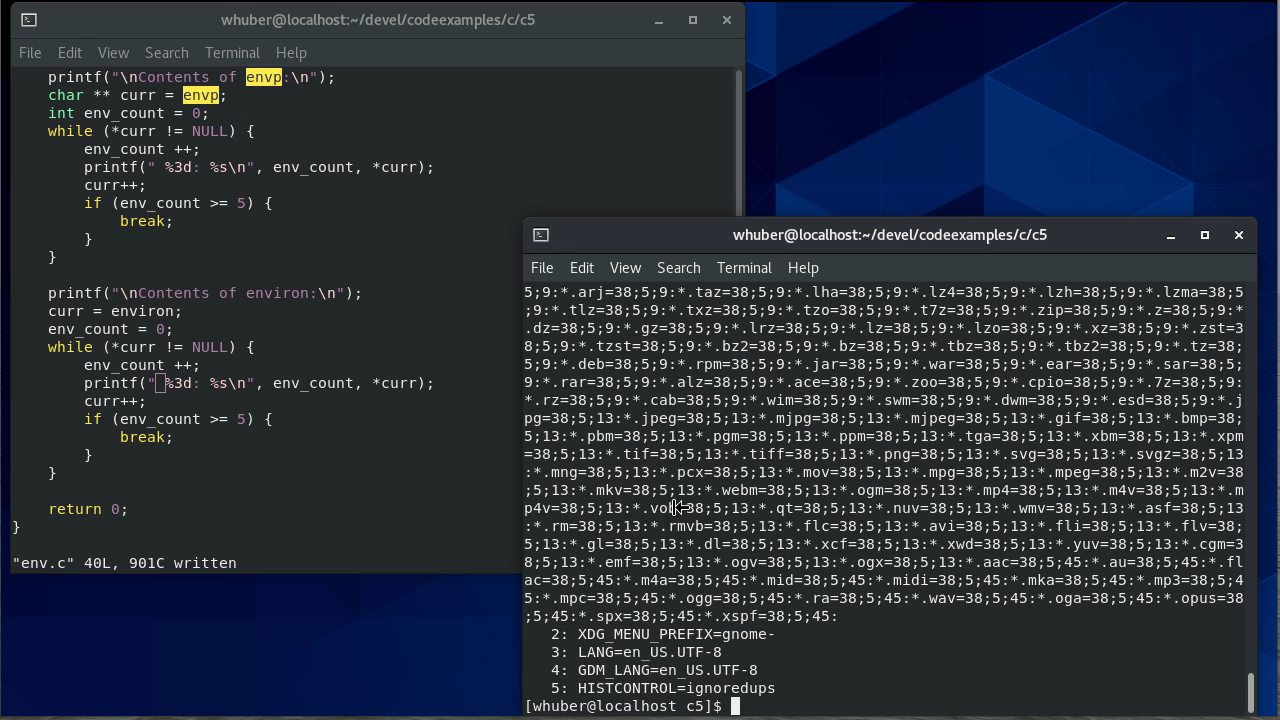 whuber@localhost:~/devel/codeexamples/c/c5
File Edit View Search Terminal Help
printf("\nContents of envp:\n");
char ** curr = envp;
int env_count = 0;
while (*curr != NULL) {
env_count ++;
printf(" %3d: %s\n", env_count, *curr);
curr++;
if (env_count >= 5) {
break;
}
}
printf("\nContents of environ:\n");
curr = environ;
env_count = 0;
while (*curr != NULL) {
env_count ++;
printf(" %3d: %s\n", env_count, *curr);
curr++;
if (env_count >= 5) {
break;
}
}
return 0;
}
"env.c" 40L, 901C written
whuber@localhost:~/devel/codeexamples/c/c5
File Edit View Search Terminal Help
5;9:*.arj=38;5;9:*.taz=38;5;9:*.lha=38;5;9:*.lz4=38;5;9:*.lzh=38;5;9:*.lzma=38;5
;9:*.tlz=38;5;9:*.txz=38;5;9:*.tzo=38;5;9:*.t7z=38;5;9:*.zip=38;5;9:*.z=38;5;9:*
.dz=38;5;9:*.gz=38;5;9:*.lrz=38;5;9:*.lz=38;5;9:*.lzo=38;5;9:*.xz=38;5;9:*.zst=3
8;5;9:*.tzst=38;5;9:*.bz2=38;5;9:*.bz=38;5;9:*.tbz=38;5;9:*.tbz2=38;5;9:*.tz=38;
5;9:*.deb=38;5;9:*.rpm=38;5;9:*.jar=38;5;9:*.war=38;5;9:*.ear=38;5;9:*.sar=38;5
;9:*.rar=38;5;9:*.alz=38;5;9:*.ace=38;5;9:*.zoo=38;5;9:*.cpio=38;5;9:*.7z=38;5;9
:*.rz=38;5;9:*.cab=38;5;9:*.wim=38;5;9:*.swm=38;5;9:*.dwm=38;5;9:*.esd=38;5;9:*.j
pg=38;5;13:*.jpeg=38;5;13:*.mjpg=38;5;13:*.mjpeg=38;5;13:*.gif=38;5;13:*.bmp=38;
5;13:*.pbm=38;5;13:*.pgm=38;5;13:*.ppm=38;5;13:*.tga=38;5;13:*.xbm=38;5;13:*.xpm
=38;5;13:*.tif=38;5;13:*.tiff=38;5;13:*.png=38;5;13:*.svg=38;5;13:*.svgz=38;5;13
:*.mng=38;5;13:*.pcx=38;5;13:*.mov=38;5;13:*.mpg=38;5;13:*.mpeg=38;5;13:*.m2v=38
;5;13:*.mkv=38;5;13:*.webm=38;5;13:*.ogm=38;5;13:*.mp4=38;5;13:*.m4v=38;5;13:*.m
p4v=38;5;13:*.vob=38;5;13:*.qt=38;5;13:*.nuv=38;5;13:*.wmv=38;5;13:*.asf=38;5;13
:*.rm=38;5;13:*.rmvb=38;5;13:*.flc=38;5;13:*.avi=38;5;13:*.fli=38;5;13:*.flv=38;
5;13:*.gl=38;5;13:*.dl=38;5;13:*.xcf=38;5;13:*.xwd=38;5;13:*.yuv=38;5;13:*.cgm=3
8;5;13:*.emf=38;5;13:*.ogv=38;5;13:*.ogx=38;5;13:*.aac=38;5;45:*.au=38;5;45:*.fl
ac=38;5;45:*.m4a=38;5;45:*.mid=38;5;45:*.midi=38;5;45:*.mka=38;5;45:*.mp3=38;5;4
5:*.mpc=38;5;45:*.ogg=38;5;45:*.ra=38;5;45:*.wav=38;5;45:*.oga=38;5;45:*.opus=38
;5;45:*.spx=38;5;45:*.xspf=38;5;45:
2: XDG_MENU_PREFIX=gnome-
3: LANG=en_US.UTF-8
4: GDM_LANG=en_US.UTF-8
5: HISTCONTROL=ignoredups
[whuber@localhost c5]$